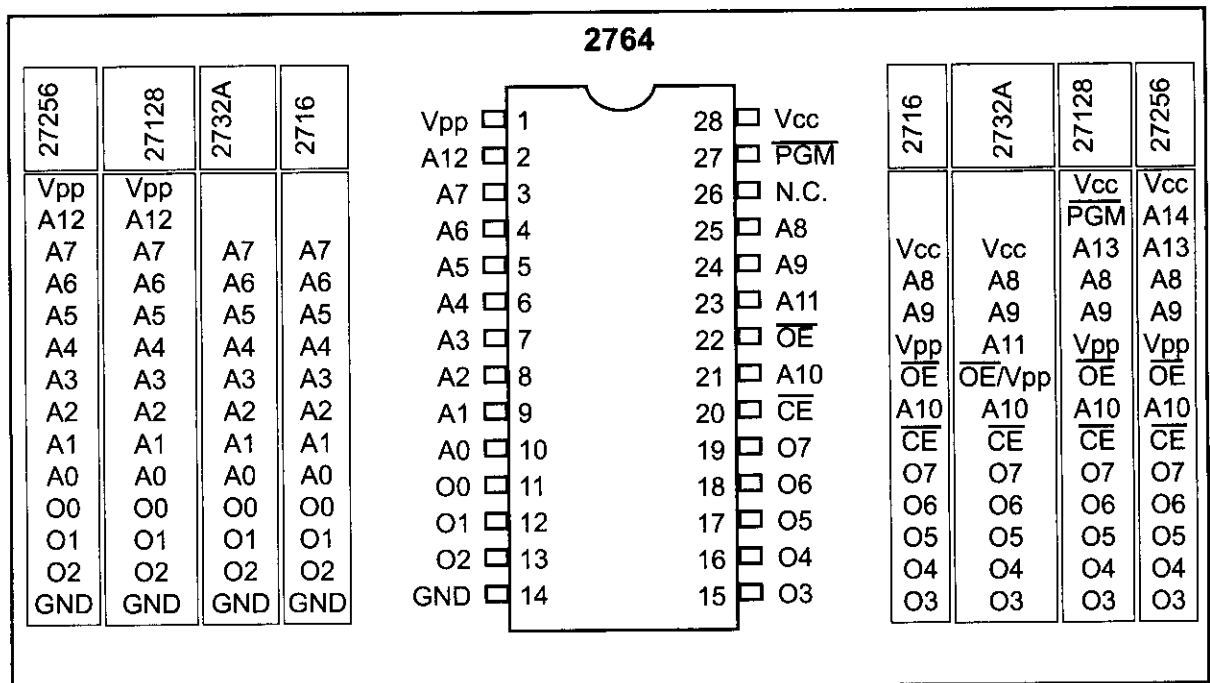 2764
27256 27128 2732A 2716
Vpp Vpp
A12 A12
A7 A7 A7 A7
A6 A6 A6 A6
A5 A5 A5 A5
A4 A4 A4 A4
A3 A3 A3 A3
A2 A2 A2 A2
A1 A1 A1 A1
A0 A0 A0 A0
O0 O0 O0 O0
O1 O1 O1 O1
O2 O2 O2 O2
GND GND GND GND
Vpp 1 28 Vcc
A12 2 27 PGM
A7 3 26 N.C.
A6 4 25 A8
A5 5 24 A9
A4 6 23 A11
A3 7 22 OE
A2 8 21 A10
A1 9 20 CE
A0 10 19 O7
O0 11 18 O6
O1 12 17 O5
O2 13 16 O4
GND 14 15 O3
2716 2732A 27128 27256
Vcc Vcc
PGM A14
Vcc Vcc A13 A13
A8 A8 A8 A8
A9 A9 A9 A9
Vpp A11 Vpp Vpp
OE OE/Vpp OE OE
A10 A10 A10 A10
CE CE CE CE
O7 O7 O7 O7
O6 O6 O6 O6
O5 O5 O5 O5
O4 O4 O4 O4
O3 O3 O3 O3